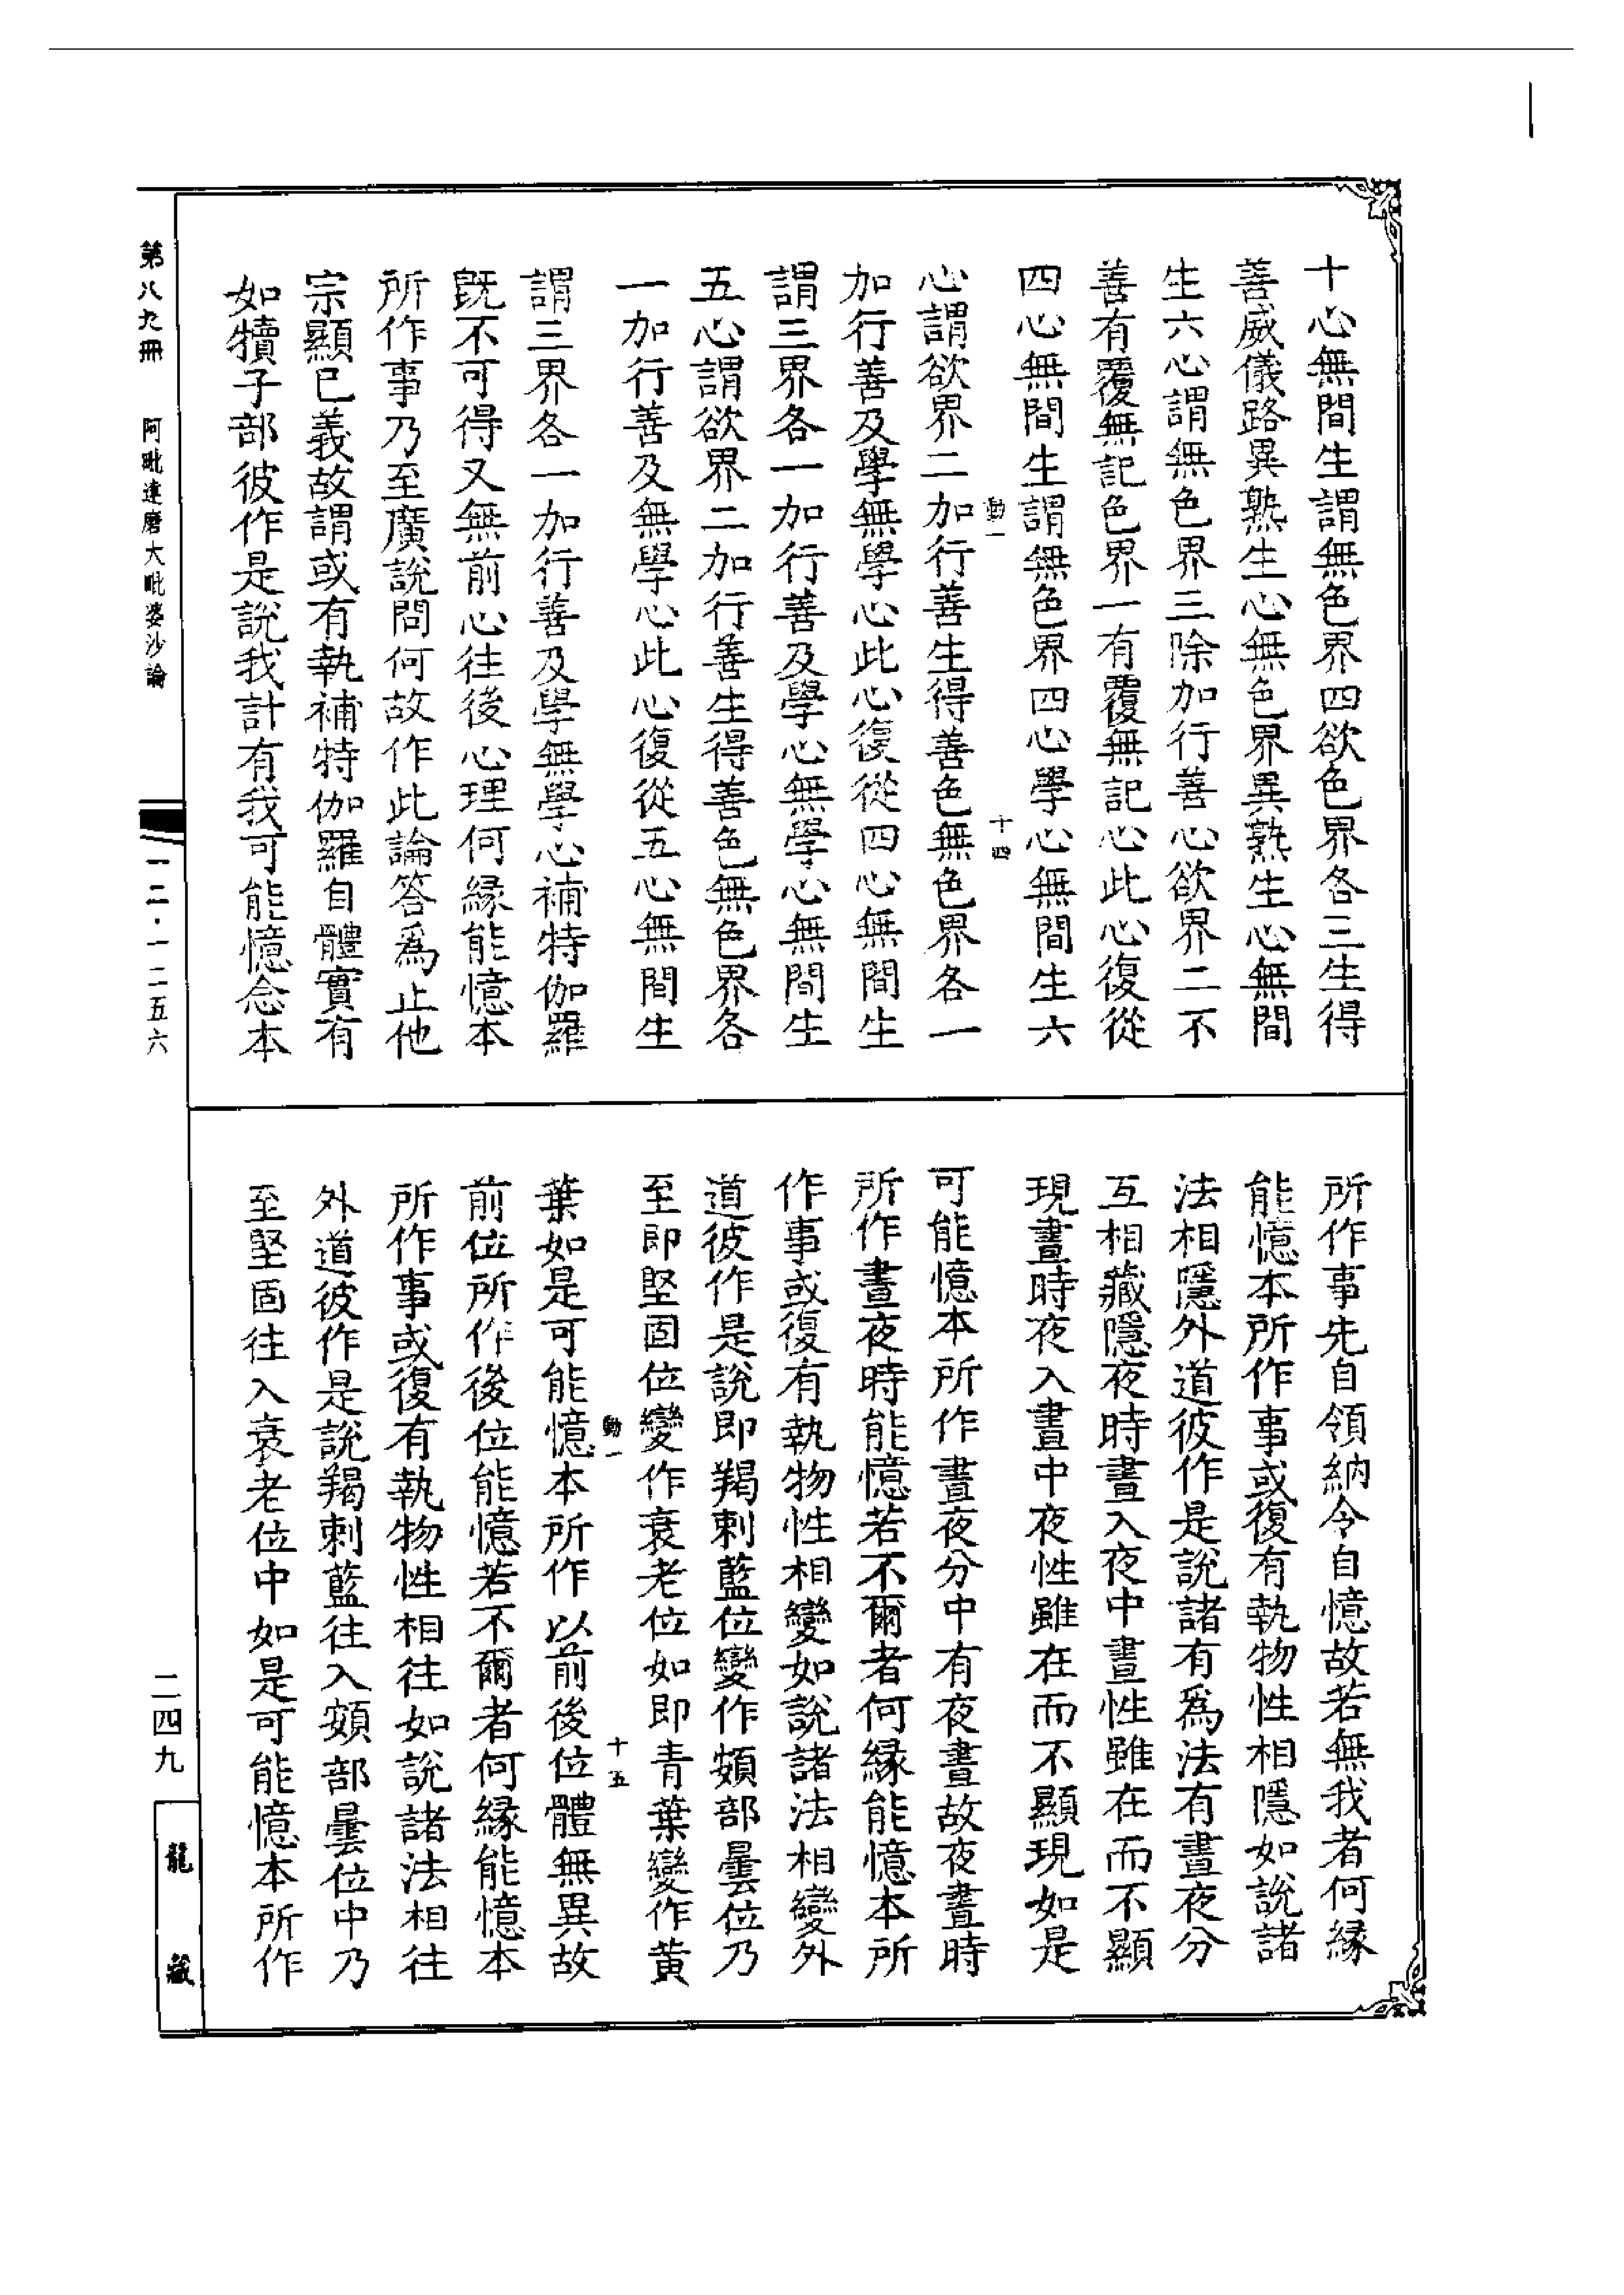 十心無間生謂無色界四欲色界各三生得
善威儀路異熟生心無色界異熟生心無間
生六心謂無色界三除加行善心欲界二不
善有覆無記色界一有覆無記心此心復從
四心無間生謂無色界四心學心無間生六
動一 十四
心謂欲界二加行善生得善色無色界各一
加行善及學無學心此心復從四心無間生
謂三界各一加行善及學心無學心無間生
五心謂欲界二加行善生得善色無色界各
一加行善及無學心此心復從五心無間生
謂三界各一加行善及學無學心補特伽羅
既不可得又無前心往後心理何緣能憶本
所作事乃至廣說問何故作此論答爲止他
宗顯已義故謂或有執補特伽羅自體實有
如犢子部彼作是說我計有我可能憶念本
所作事先自領納今自憶故若無我者何緣
能憶本所作事或復有執物性相隱如說諸
法相隱外道彼作是說諸有爲法有晝夜分
互相藏隱夜時晝入夜中晝性雖在而不顯
現晝時夜入晝中夜性雖在而不顯現如是
可能憶本所作晝夜分中有夜晝故夜晝時
所作晝夜時能憶若不爾者何緣能憶本所
作事或復有執物性相變如說諸法相變外
道彼作是說即羯剌藍位變作頞部曇位乃
至即堅固位變作衰老位如即青葉變作黃
動一 十五
葉如是可能憶本所作以前後位體無異故
前位所作後位能憶若不爾者何緣能憶本
所作事或復有執物性相往如說諸法相往
外道彼作是說羯剌藍往入頞部曇位中乃
至堅固往入衰老位中如是可能憶本所作
第八九冊 阿毗達磨大毗婆沙論 一二·一二五六 二四九 龍藏